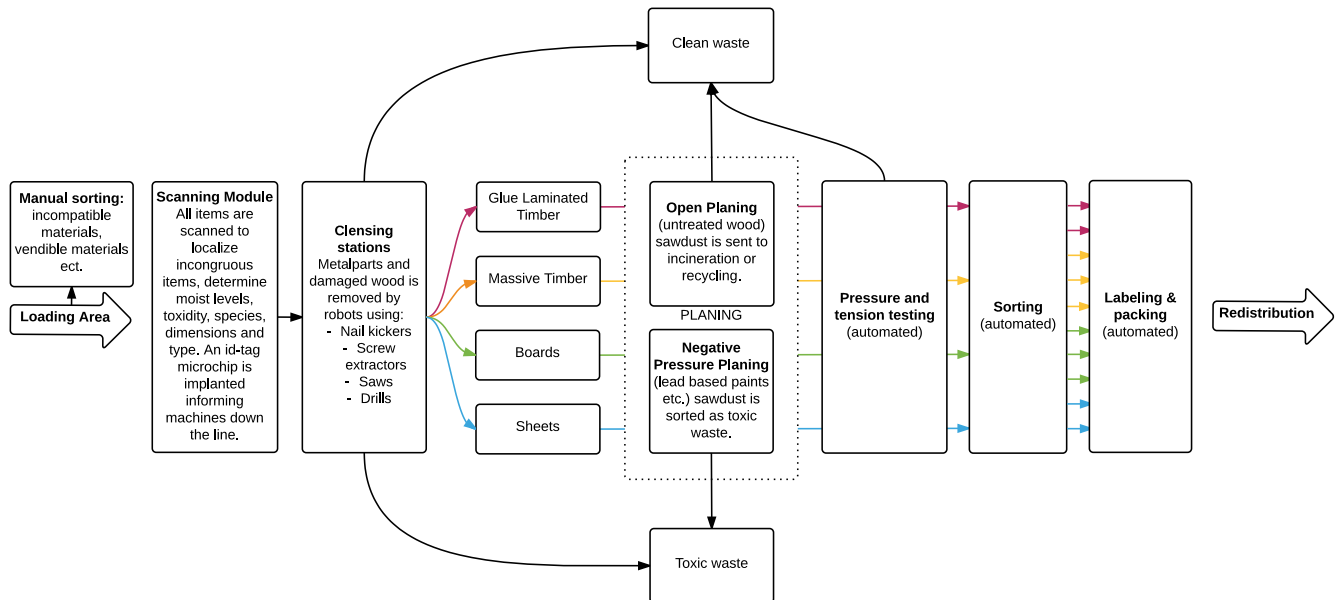 Clean waste
Manual sorting:
incompatible
materials,
vendible materials
ect.
Loading Area
Scanning Module
All items are
scanned to
localize
incongruous
items, determine
moist levels,
toxidity, species,
dimensions and
type. An id-tag
microchip is
implanted
informing
machines down
the line.
Clensing
stations
Metalparts and
damaged wood is
removed by
robots using:
- Nail kickers
- Screw
extractors
- Saws
- Drills
Glue Laminated
Timber
Massive Timber
Boards
Sheets
Open Planing
(untreated wood)
sawdust is sent to
incineration or
recycling.
PLANING
Negative
Pressure Planing
(lead based paints
etc.) sawdust is
sorted as toxic
waste.
Pressure and
tension testing
(automated)
Sorting
(automated)
Labeling &
packing
(automated)
Redistribution
Toxic waste